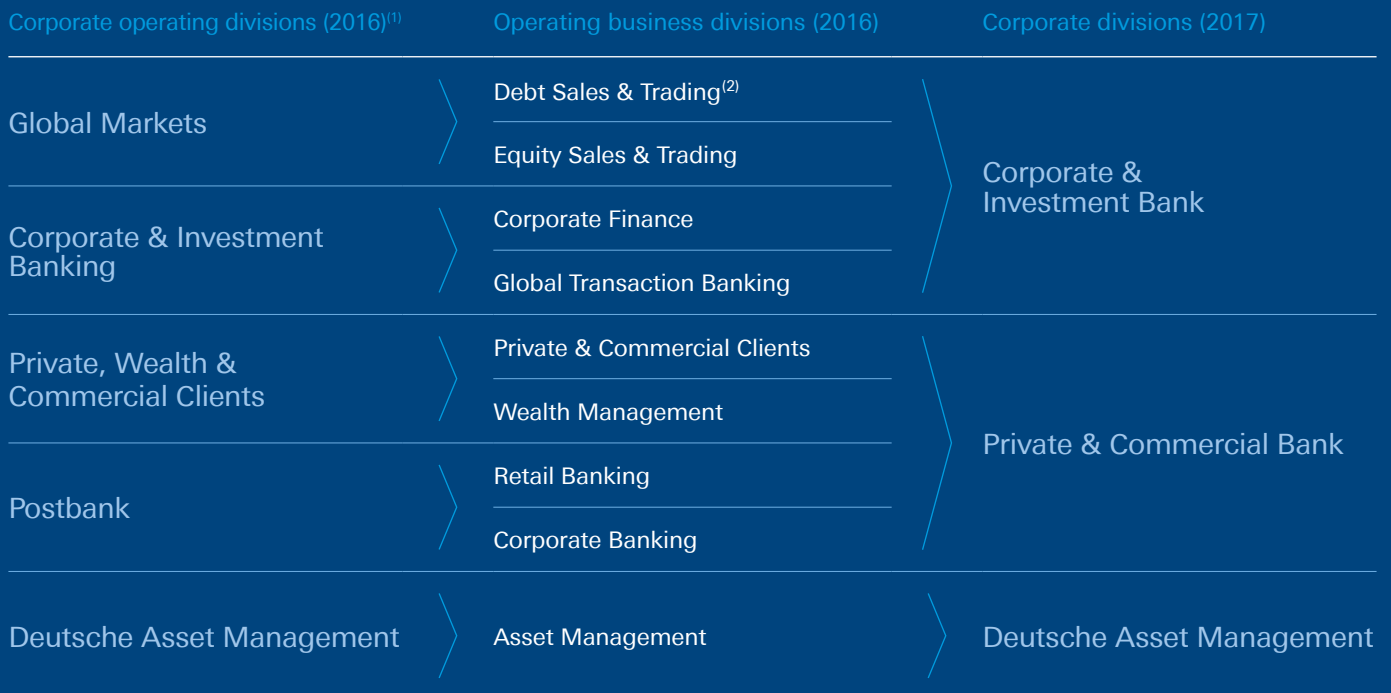 Corporate operating divisions (2016)(1)
Operating business divisions (2016)
Corporate divisions (2017)
Global Markets
Debt Sales & Trading(2)
Equity Sales & Trading
Corporate &
Investment Bank
Corporate & Investment
Banking
Corporate Finance
Global Transaction Banking
Private, Wealth &
Commercial Clients
Private & Commercial Clients
Wealth Management
Private & Commercial Bank
Postbank
Retail Banking
Corporate Banking
Deutsche Asset Management
Asset Management
Deutsche Asset Management